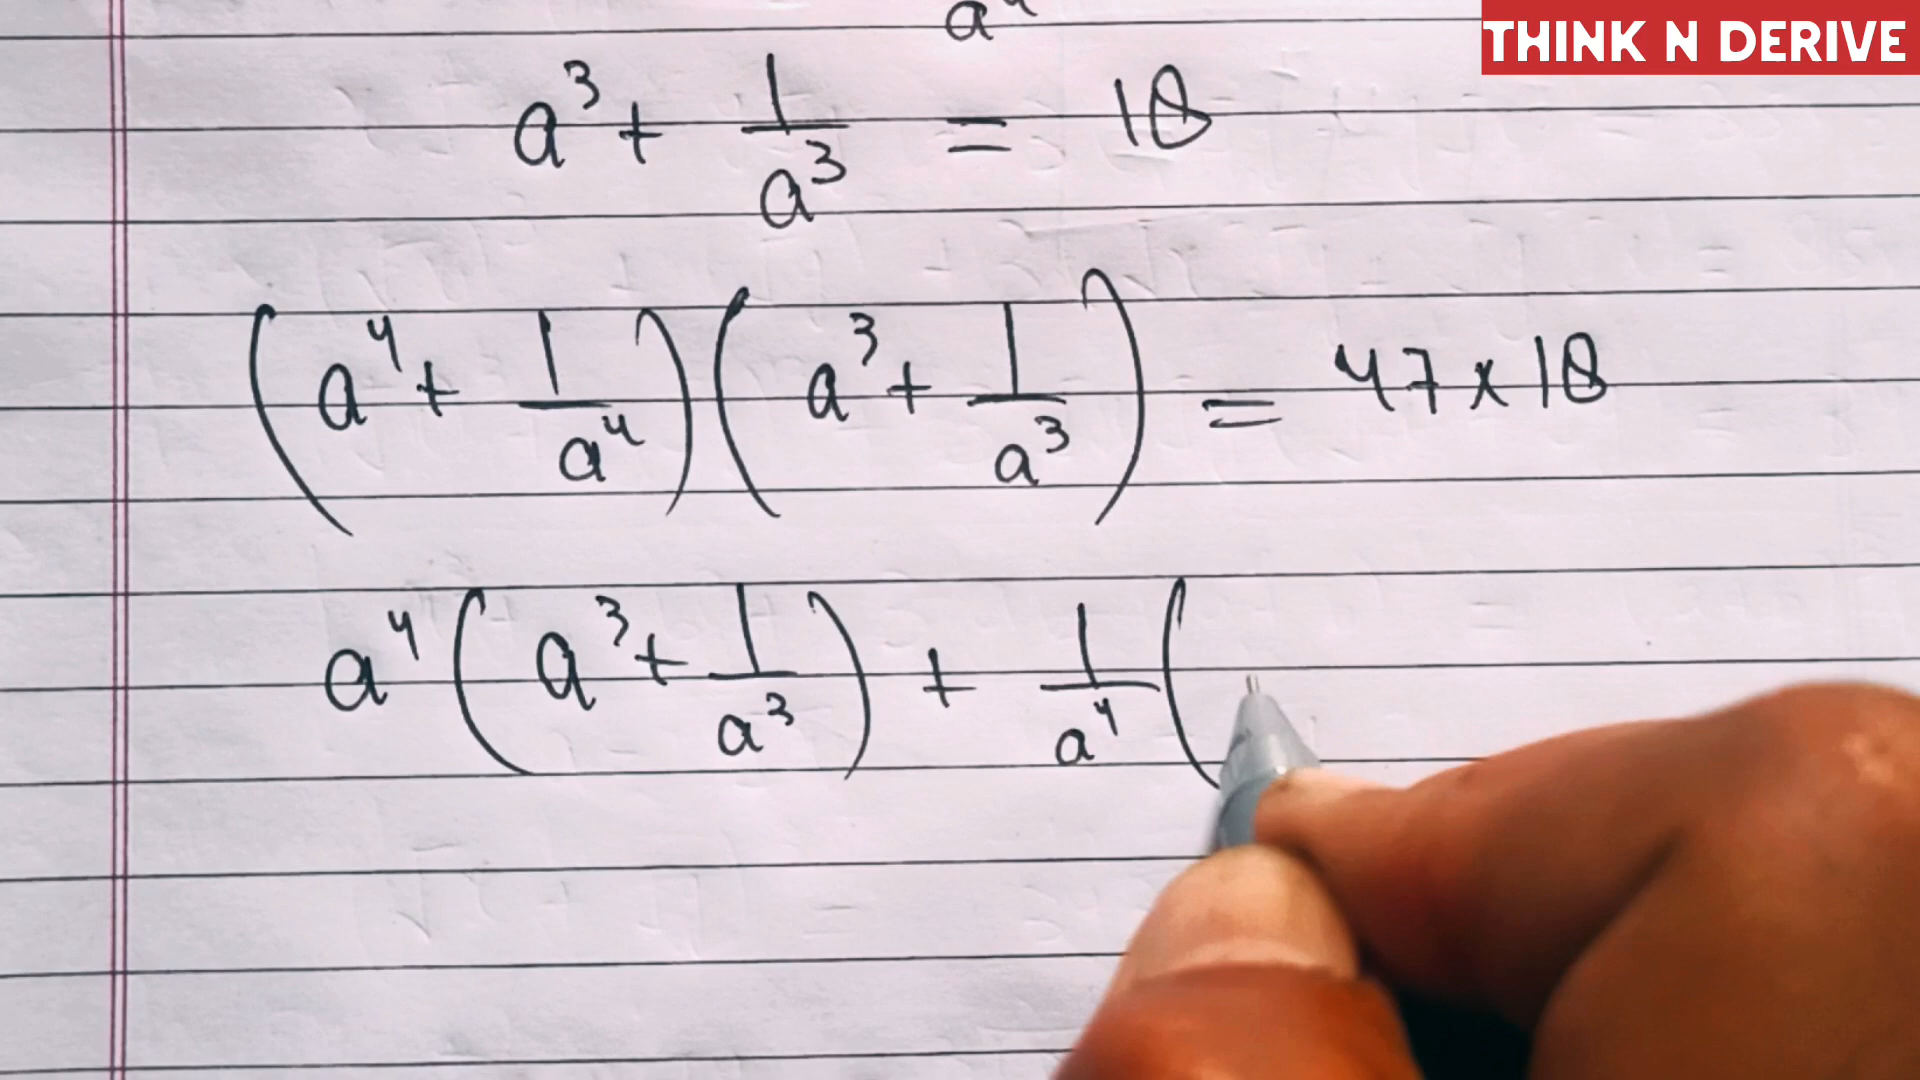 THINK N DERIVE
a⁴
a³ + 1/a³ = 18
(a⁴ + 1/a⁴)(a³ + 1/a³) = 47 × 18
a⁴(a³ + 1/a³) + 1/a⁴(